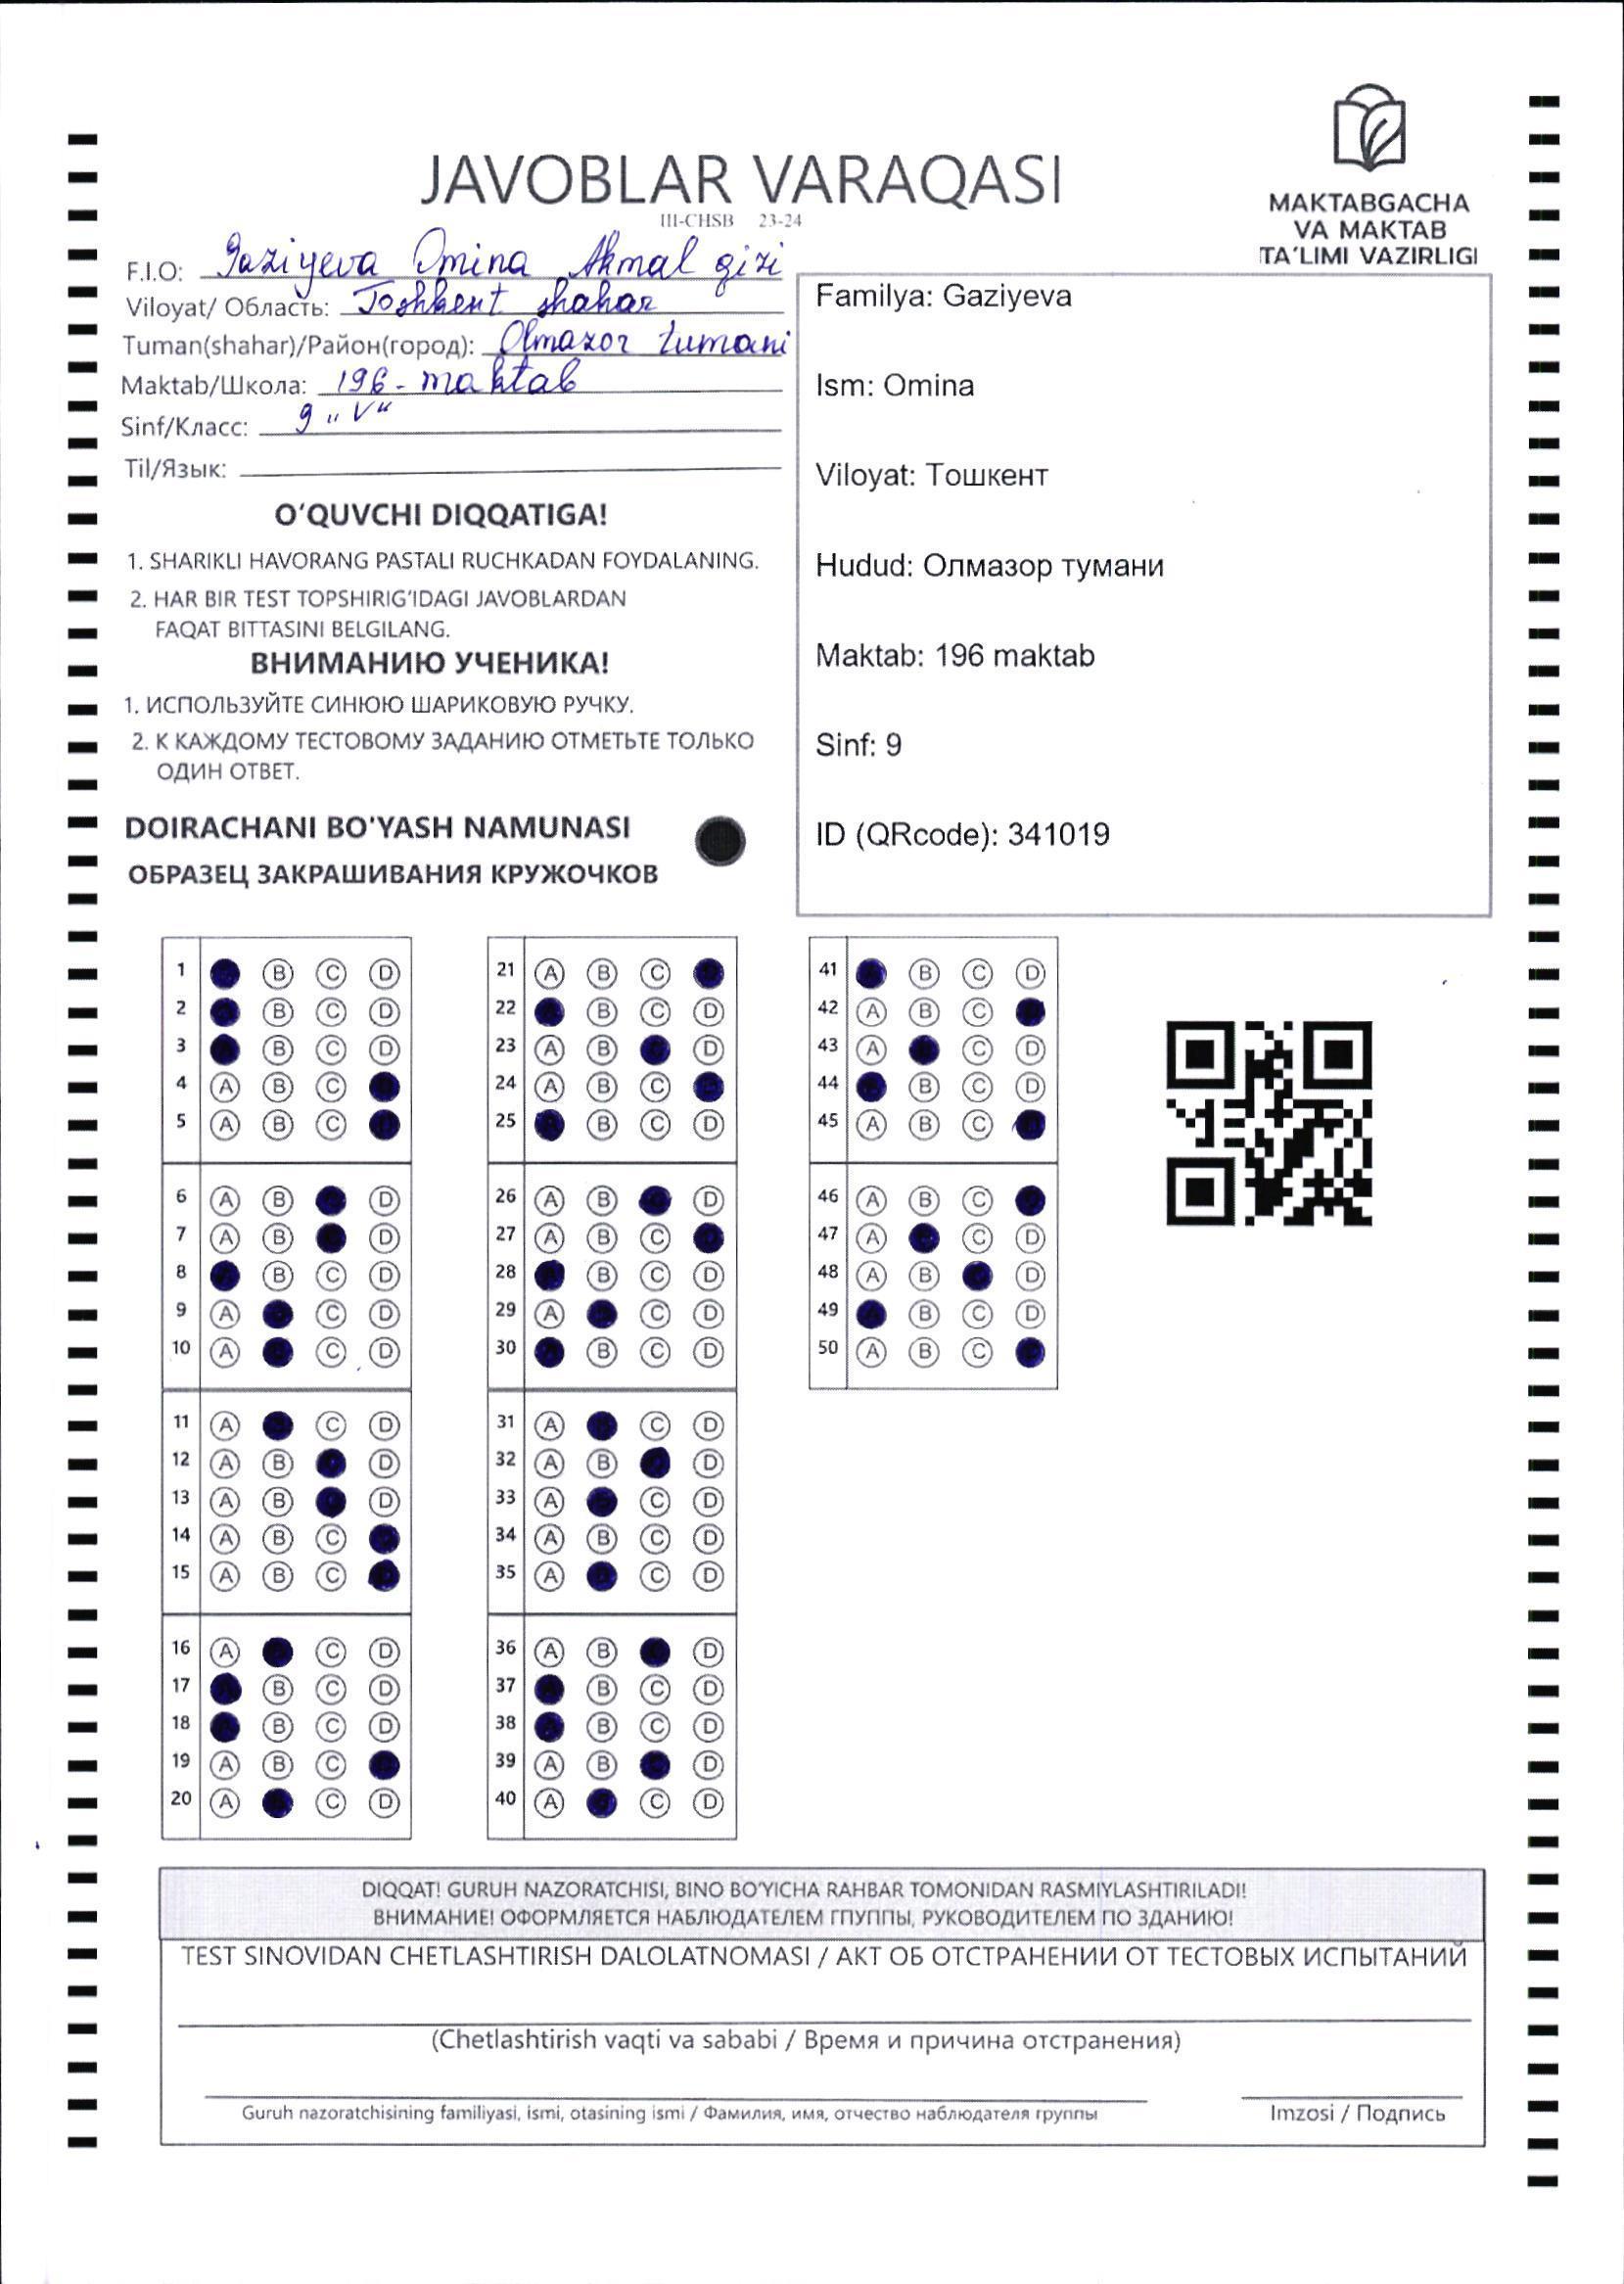 JAVOBLAR VARAQASI
III-CHSB 23-24
MAKTABGACHA
VA MAKTAB
TA'LIMI VAZIRLIGI
F.I.O: Gaziyeva Omina Akmal qizi
Viloyat/ Область: Toshkent shahar
Tuman(shahar)/Район(город): Olmazor tumani
Maktab/Школа: 196-maktab
Sinf/Класс: 9 „V“
Til/Язык:
O‘QUVCHI DIQQATIGA!
1. SHARIKLI HAVORANG PASTALI RUCHKADAN FOYDALANING.
2. HAR BIR TEST TOPSHIRIG‘IDAGI JAVOBLARDAN
FAQAT BITTASINI BELGILANG.
ВНИМАНИЮ УЧЕНИКА!
1. ИСПОЛЬЗУЙТЕ СИНЮЮ ШАРИКОВУЮ РУЧКУ.
2. К КАЖДОМУ ТЕСТОВОМУ ЗАДАНИЮ ОТМЕТЬТЕ ТОЛЬКО
ОДИН ОТВЕТ.
DOIRACHANI BO'YASH NAMUNASI
ОБРАЗЕЦ ЗАКРАШИВАНИЯ КРУЖОЧКОВ
Familya: Gaziyeva
Ism: Omina
Viloyat: Тошкент
Hudud: Олмазор тумани
Maktab: 196 maktab
Sinf: 9
ID (QRcode): 341019
1 B C D
2 B C D
3 B C D
4 A B C
5 A B C
6 A B D
7 A B D
8 B C D
9 A C D
10 A C D
11 A C D
12 A B D
13 A B D
14 A B C
15 A B C
16 A C D
17 B C D
18 B C D
19 A B C
20 A C D
21 A B C
22 B C D
23 A B D
24 A B C
25 B C D
26 A B D
27 A B C
28 B C D
29 A C D
30 B C D
31 A C D
32 A B D
33 A C D
34 A B C D
35 A C D
36 A B D
37 B C D
38 B C D
39 A B D
40 A C D
41 B C D
42 A B C
43 A C D
44 B C D
45 A B C
46 A B C
47 A C D
48 A B D
49 B C D
50 A B C
DIQQAT! GURUH NAZORATCHISI, BINO BO‘YICHA RAHBAR TOMONIDAN RASMIYLASHTIRILADI!
ВНИМАНИЕ! ОФОРМЛЯЕТСЯ НАБЛЮДАТЕЛЕМ ГПУППЫ, РУКОВОДИТЕЛЕМ ПО ЗДАНИЮ!
TEST SINOVIDAN CHETLASHTIRISH DALOLATNOMASI / АКТ ОБ ОТСТРАНЕНИИ ОТ ТЕСТОВЫХ ИСПЫТАНИЙ
(Chetlashtirish vaqti va sababi / Время и причина отстранения)
Guruh nazoratchisining familiyasi, ismi, otasining ismi / Фамилия, имя, отчество наблюдателя группы
Imzosi / Подпись